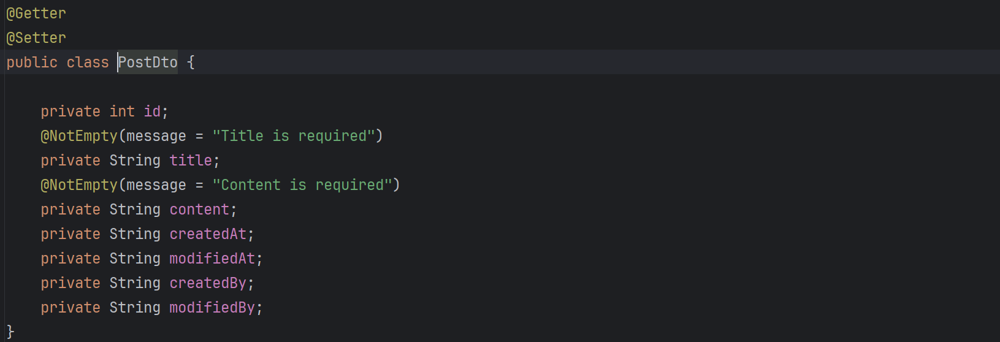 @Getter
@Setter
public class PostDto {
private int id;
@NotEmpty(message = "Title is required")
private String title;
@NotEmpty(message = "Content is required")
private String content;
private String createdAt;
private String modifiedAt;
private String createdBy;
private String modifiedBy;
}